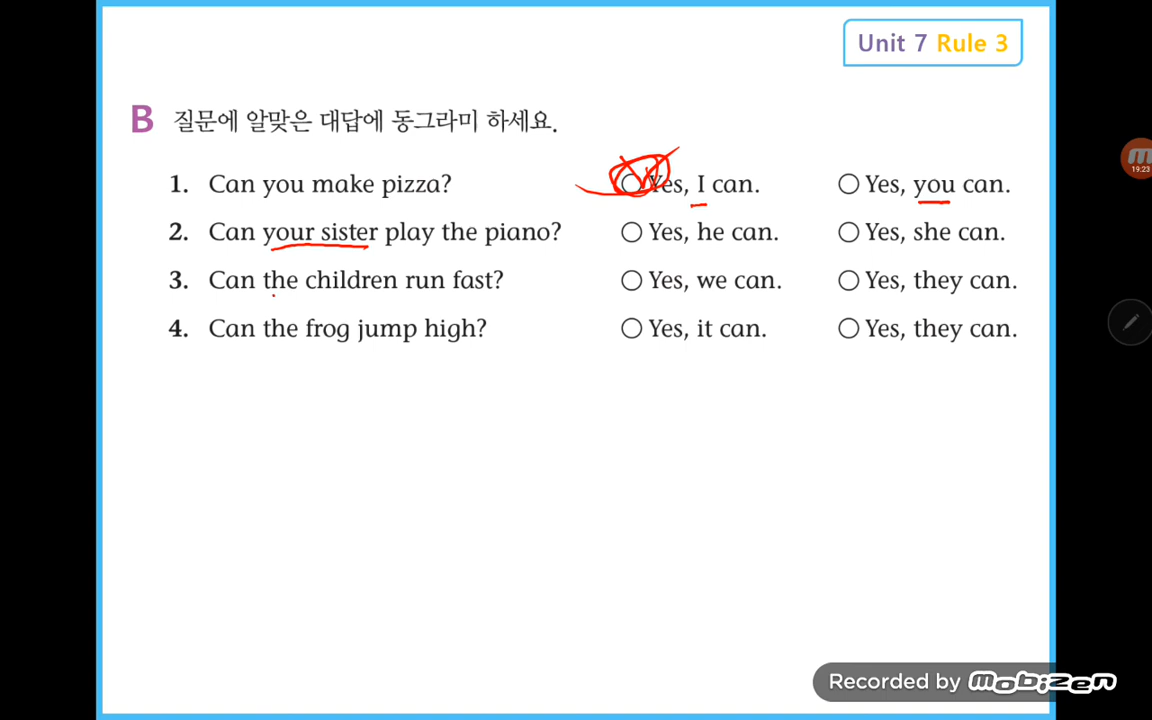 Unit 7 Rule 3
B 질문에 알맞은 대답에 동그라미 하세요.
1. Can you make pizza? Yes, I can. Yes, you can.
2. Can your sister play the piano? Yes, he can. Yes, she can.
3. Can the children run fast? Yes, we can. Yes, they can.
4. Can the frog jump high? Yes, it can. Yes, they can.
19:23
Recorded by Mobizen